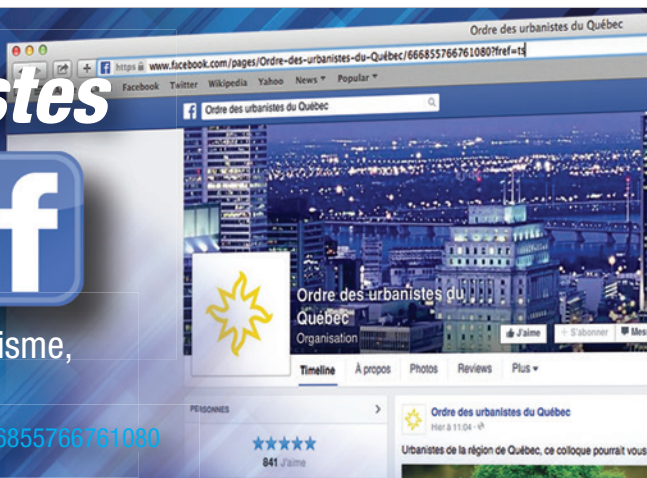 Ordre des urbanistes du Québec
https www.facebook.com/pages/Ordre-des-urbanistes-du-Québec/666855766761080?fref=ts
Facebook Twitter Wikipedia Yahoo News Popular
stes
f Ordre des urbanistes du Québec
f
Ordre des urbanistes du
Québec
Organisation
J'aime + S'abonner Mes
isme,
Timeline À propos Photos Reviews Plus
PERSONNES >
Ordre des urbanistes du Québec
Hier à 11:04
6855766761080
841 J'aime
Urbanistes de la région de Québec, ce colloque pourrait vous